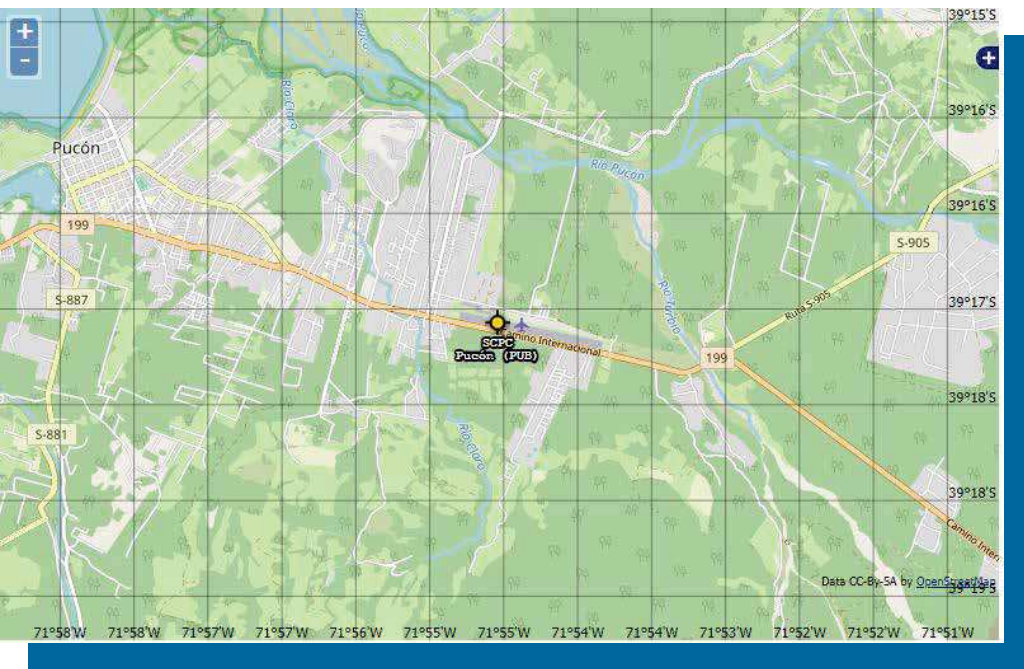 +
-
39°15'S
+
Río Claro
39°16'S
Pucón
Río Pucon
39°16'S
199
S-905
S-887
39°17'S
Río Turbio
Ruta S-905
SCPC
Pucón (PUB)
Camino Internacional
199
39°18'S
S-881
Río Claro
39°18'S
Camino Inter
Data CC-By-SA by OpenStreetMap
39°19'S
71°58'W 71°58'W 71°57'W 71°57'W 71°56'W 71°55'W 71°55'W 71°54'W 71°54'W 71°53'W 71°52'W 71°52'W 71°51'W